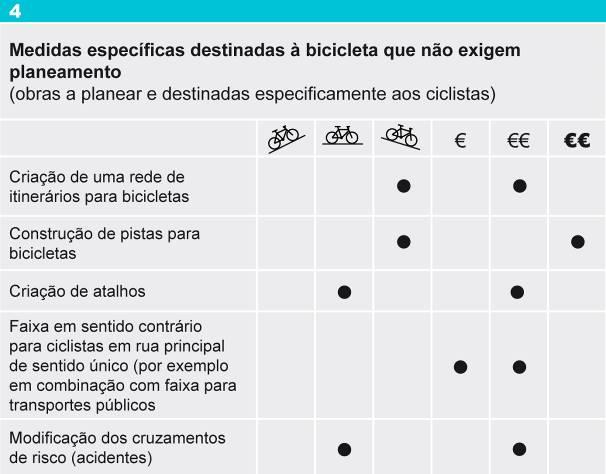 4
Medidas específicas destinadas à bicicleta que não exigem
planeamento
(obras a planear e destinadas especificamente aos ciclistas)
€ €€ €€
Criação de uma rede de
itinerários para bicicletas
Construção de pistas para
bicicletas
Criação de atalhos
Faixa em sentido contrário
para ciclistas em rua principal
de sentido único (por exemplo
em combinação com faixa para
transportes públicos
Modificação dos cruzamentos
de risco (acidentes)